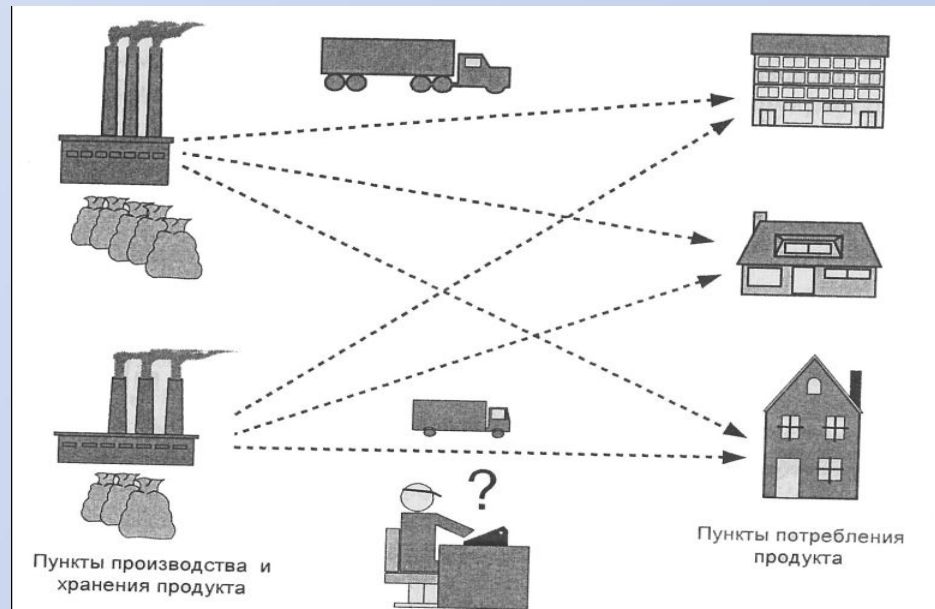 ?
Пункты производства и
хранения продукта
Пункты потребления
продукта